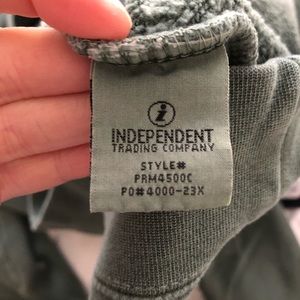 i
INDEPENDENT
TRADING COMPANY
STYLE#
PRM4500C
PO#4000-23X